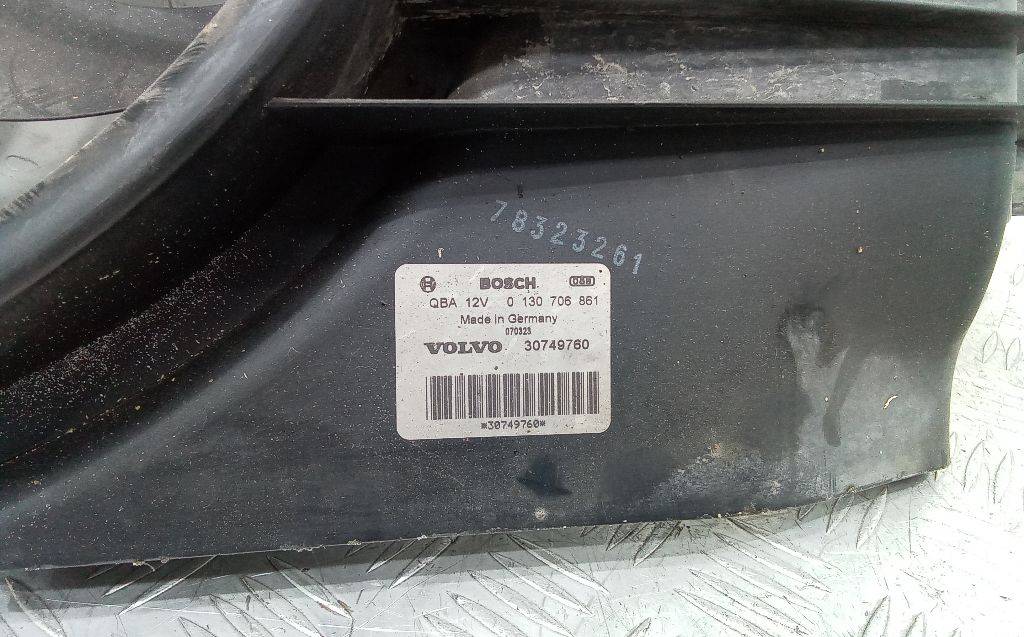 78323261
BOSCH
QBA 12V 0 130 706 861
Made in Germany
070323
VOLVO 30749760
*30749760*